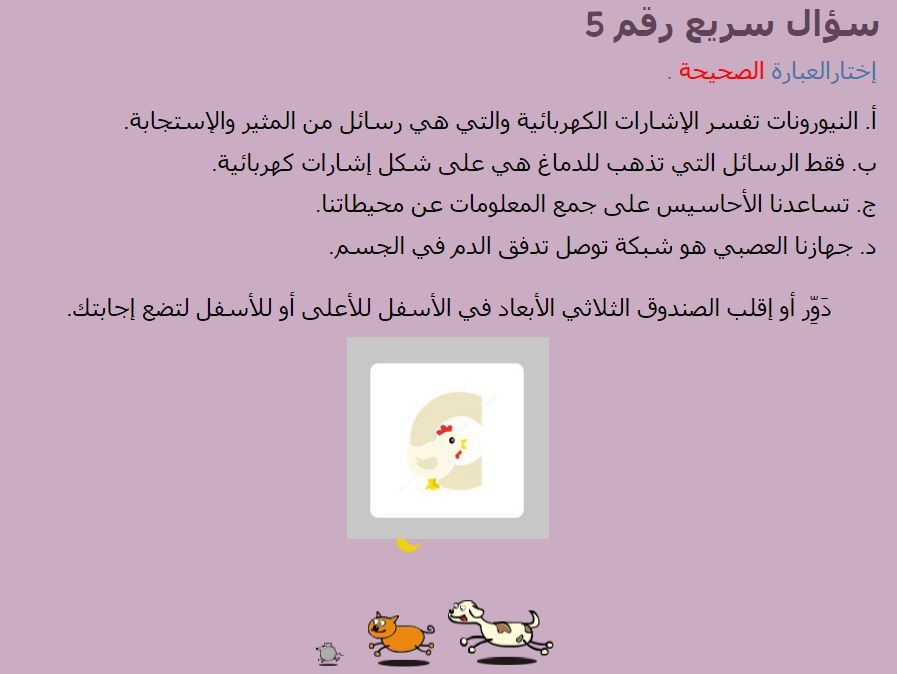 سؤال سريع رقم 5
إختارالعبارة الصحيحة .
أ. النيورونات تفسر الإشارات الكهربائية والتي هي رسائل من المثير والإستجابة.
ب. فقط الرسائل التي تذهب للدماغ هي على شكل إشارات كهربائية.
ج. تساعدنا الأحاسيس على جمع المعلومات عن محيطاتنا.
د. جهازنا العصبي هو شبكة توصل تدفق الدم في الجسم.
دَوِّر أو إقلب الصندوق الثلاثي الأبعاد في الأسفل للأعلى أو للأسفل لتضع إجابتك.
C